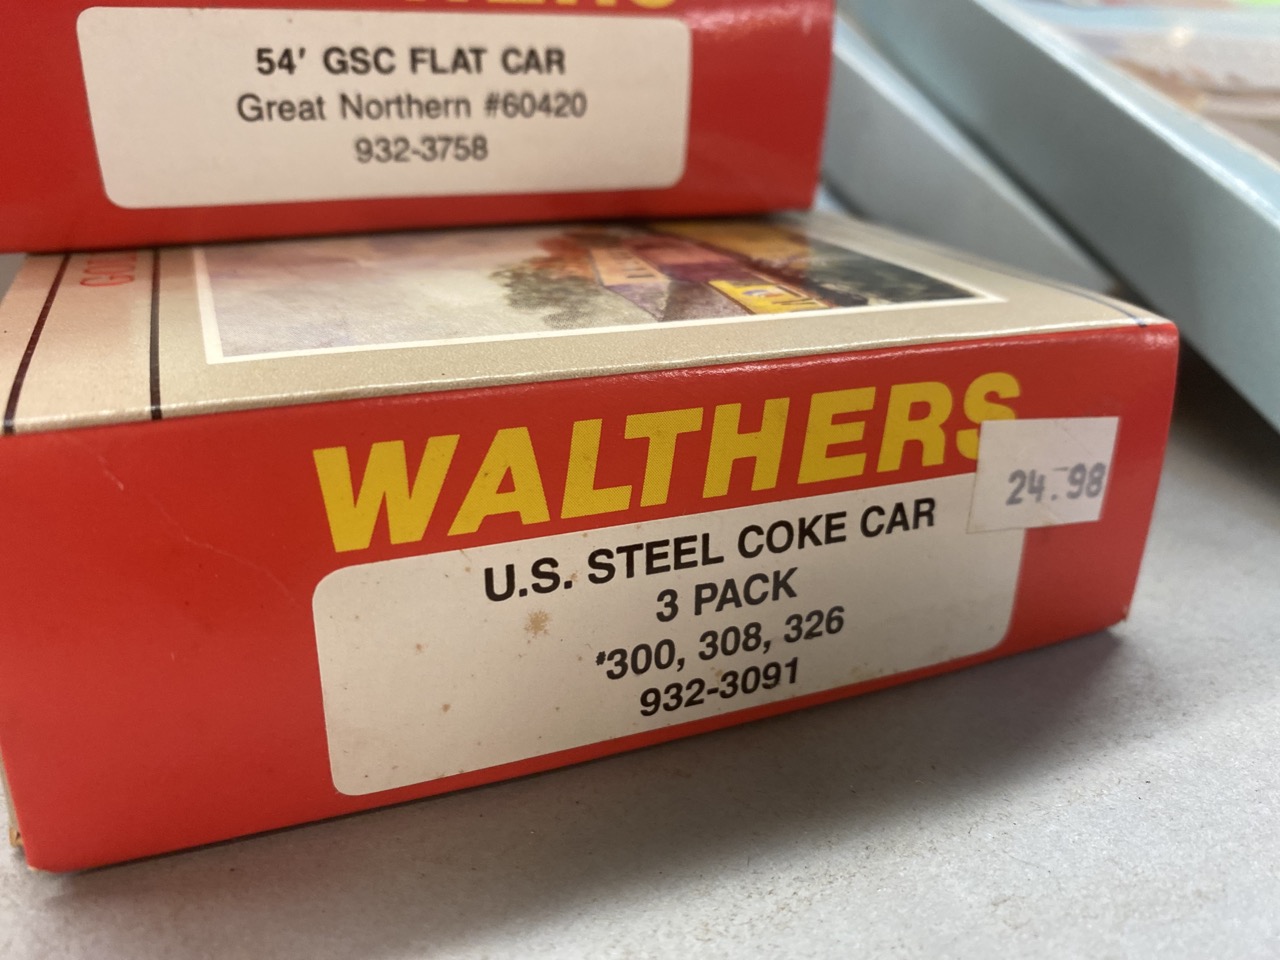 54' GSC FLAT CAR
Great Northern #60420
932-3758
WALTHERS
24.98
U.S. STEEL COKE CAR
3 PACK
#300, 308, 326
932-3091